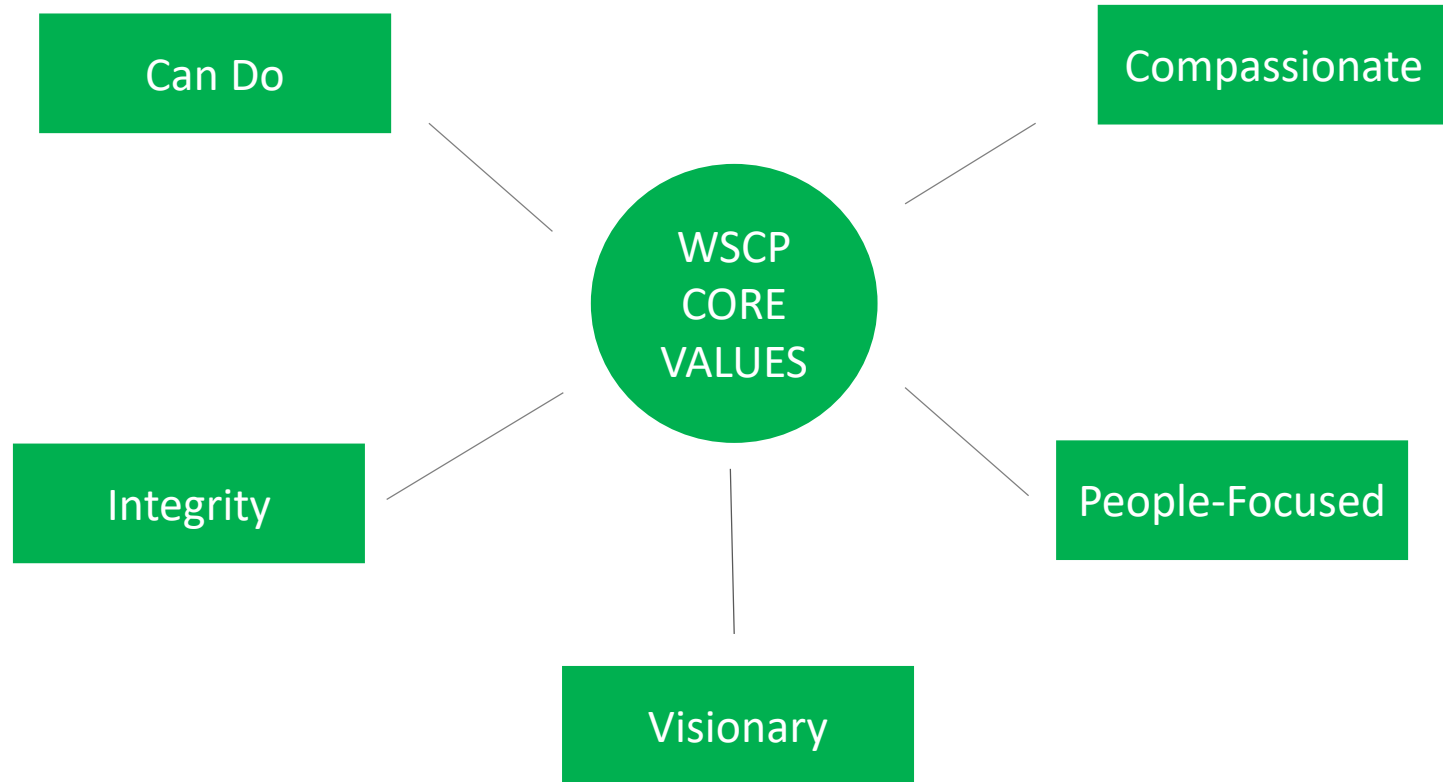 Can Do
Compassionate
WSCP
CORE
VALUES
Integrity
People-Focused
Visionary